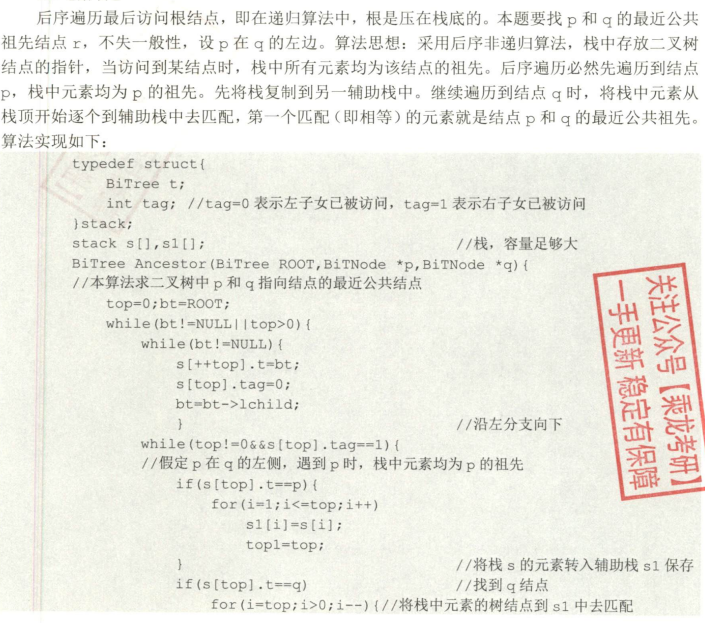 后序遍历最后访问根结点，即在递归算法中，根是压在栈底的。本题要找 p 和 q 的最近公共
祖先结点 r，不失一般性，设 p 在 q 的左边。算法思想：采用后序非递归算法，栈中存放二叉树
结点的指针，当访问到某结点时，栈中所有元素均为该结点的祖先。后序遍历必然先遍历到结点
p，栈中元素均为 p 的祖先。先将栈复制到另一辅助栈中。继续遍历到结点 q 时，将栈中元素从
栈顶开始逐个到辅助栈中去匹配，第一个匹配（即相等）的元素就是结点 p 和 q 的最近公共祖先。
算法实现如下：
typedef struct{
BiTree t;
int tag; //tag=0 表示左子女已被访问，tag=1 表示右子女已被访问
}stack;
stack s[],s1[]; //栈，容量足够大
BiTree Ancestor(BiTree ROOT,BiTNode *p,BiTNode *q){
//本算法求二叉树中 p 和 q 指向结点的最近公共结点
top=0;bt=ROOT;
while(bt!=NULL||top>0){
while(bt!=NULL){
s[++top].t=bt;
s[top].tag=0;
bt=bt->lchild;
} //沿左分支向下
while(top!=0&&s[top].tag==1){
//假定 p 在 q 的左侧，遇到 p 时，栈中元素均为 p 的祖先
if(s[top].t==p){
for(i=1;i<=top;i++)
s1[i]=s[i];
top1=top;
} //将栈 s 的元素转入辅助栈 s1 保存
if(s[top].t==q) //找到 q 结点
for(i=top;i>0;i--){//将栈中元素的树结点到 s1 中去匹配
关注公众号【乘龙考研】
一手更新 稳定有保障